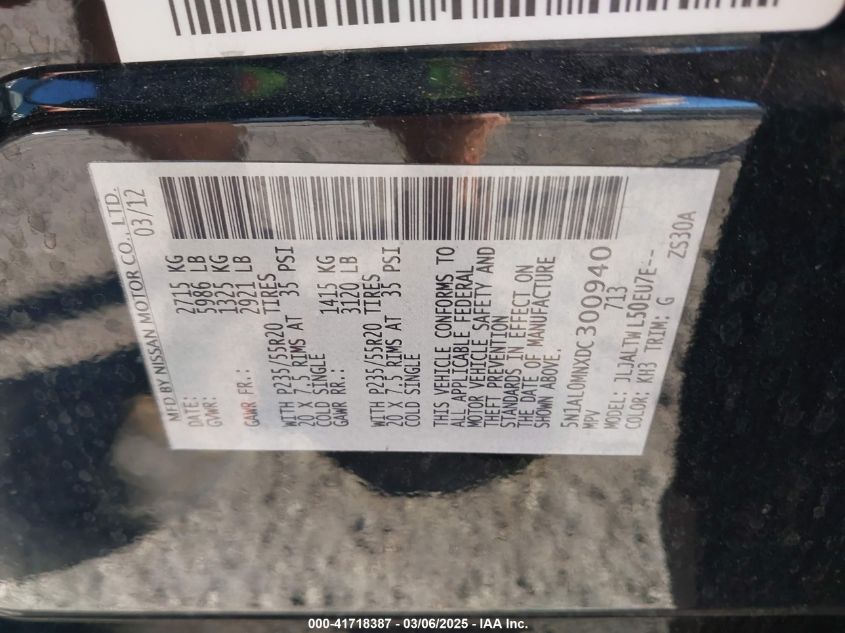 MFD BY NISSAN MOTOR CO., LTD.
DATE: 03/12
GVWR: 2715 KG
5986 LB
GAWR FR.: 1325 KG
2921 LB
WITH P235/55R20 TIRES
20 X 7.5 RIMS AT 35 PSI
COLD SINGLE
GAWR RR.: 1415 KG
3120 LB
WITH P235/55R20 TIRES
20 X 7.5 RIMS AT 35 PSI
COLD SINGLE
THIS VEHICLE CONFORMS TO
ALL APPLICABLE FEDERAL
MOTOR VEHICLE SAFETY AND
THEFT PREVENTION
STANDARDS IN EFFECT ON
THE DATE OF MANUFACTURE
SHOWN ABOVE.
5N1AL0MNXDC300940
MPV 713
MODEL: JLJALTWL50EU7E--
COLOR: KH3 TRIM: G ZS30A
000-41718387 - 03/06/2025 - IAA Inc.